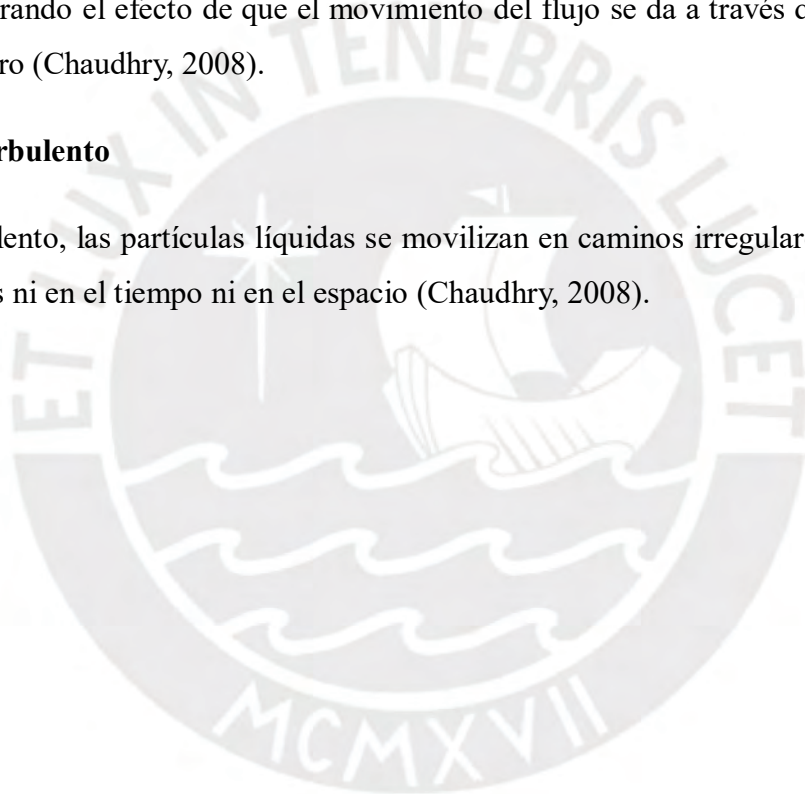 rando el efecto de que el movimiento del flujo se da a través
ro (Chaudhry, 2008).
rbulento
lento, las partículas líquidas se movilizan en caminos irregular
s ni en el tiempo ni en el espacio (Chaudhry, 2008).
ET LUX IN TENEBRIS LUCET
MCMXVII